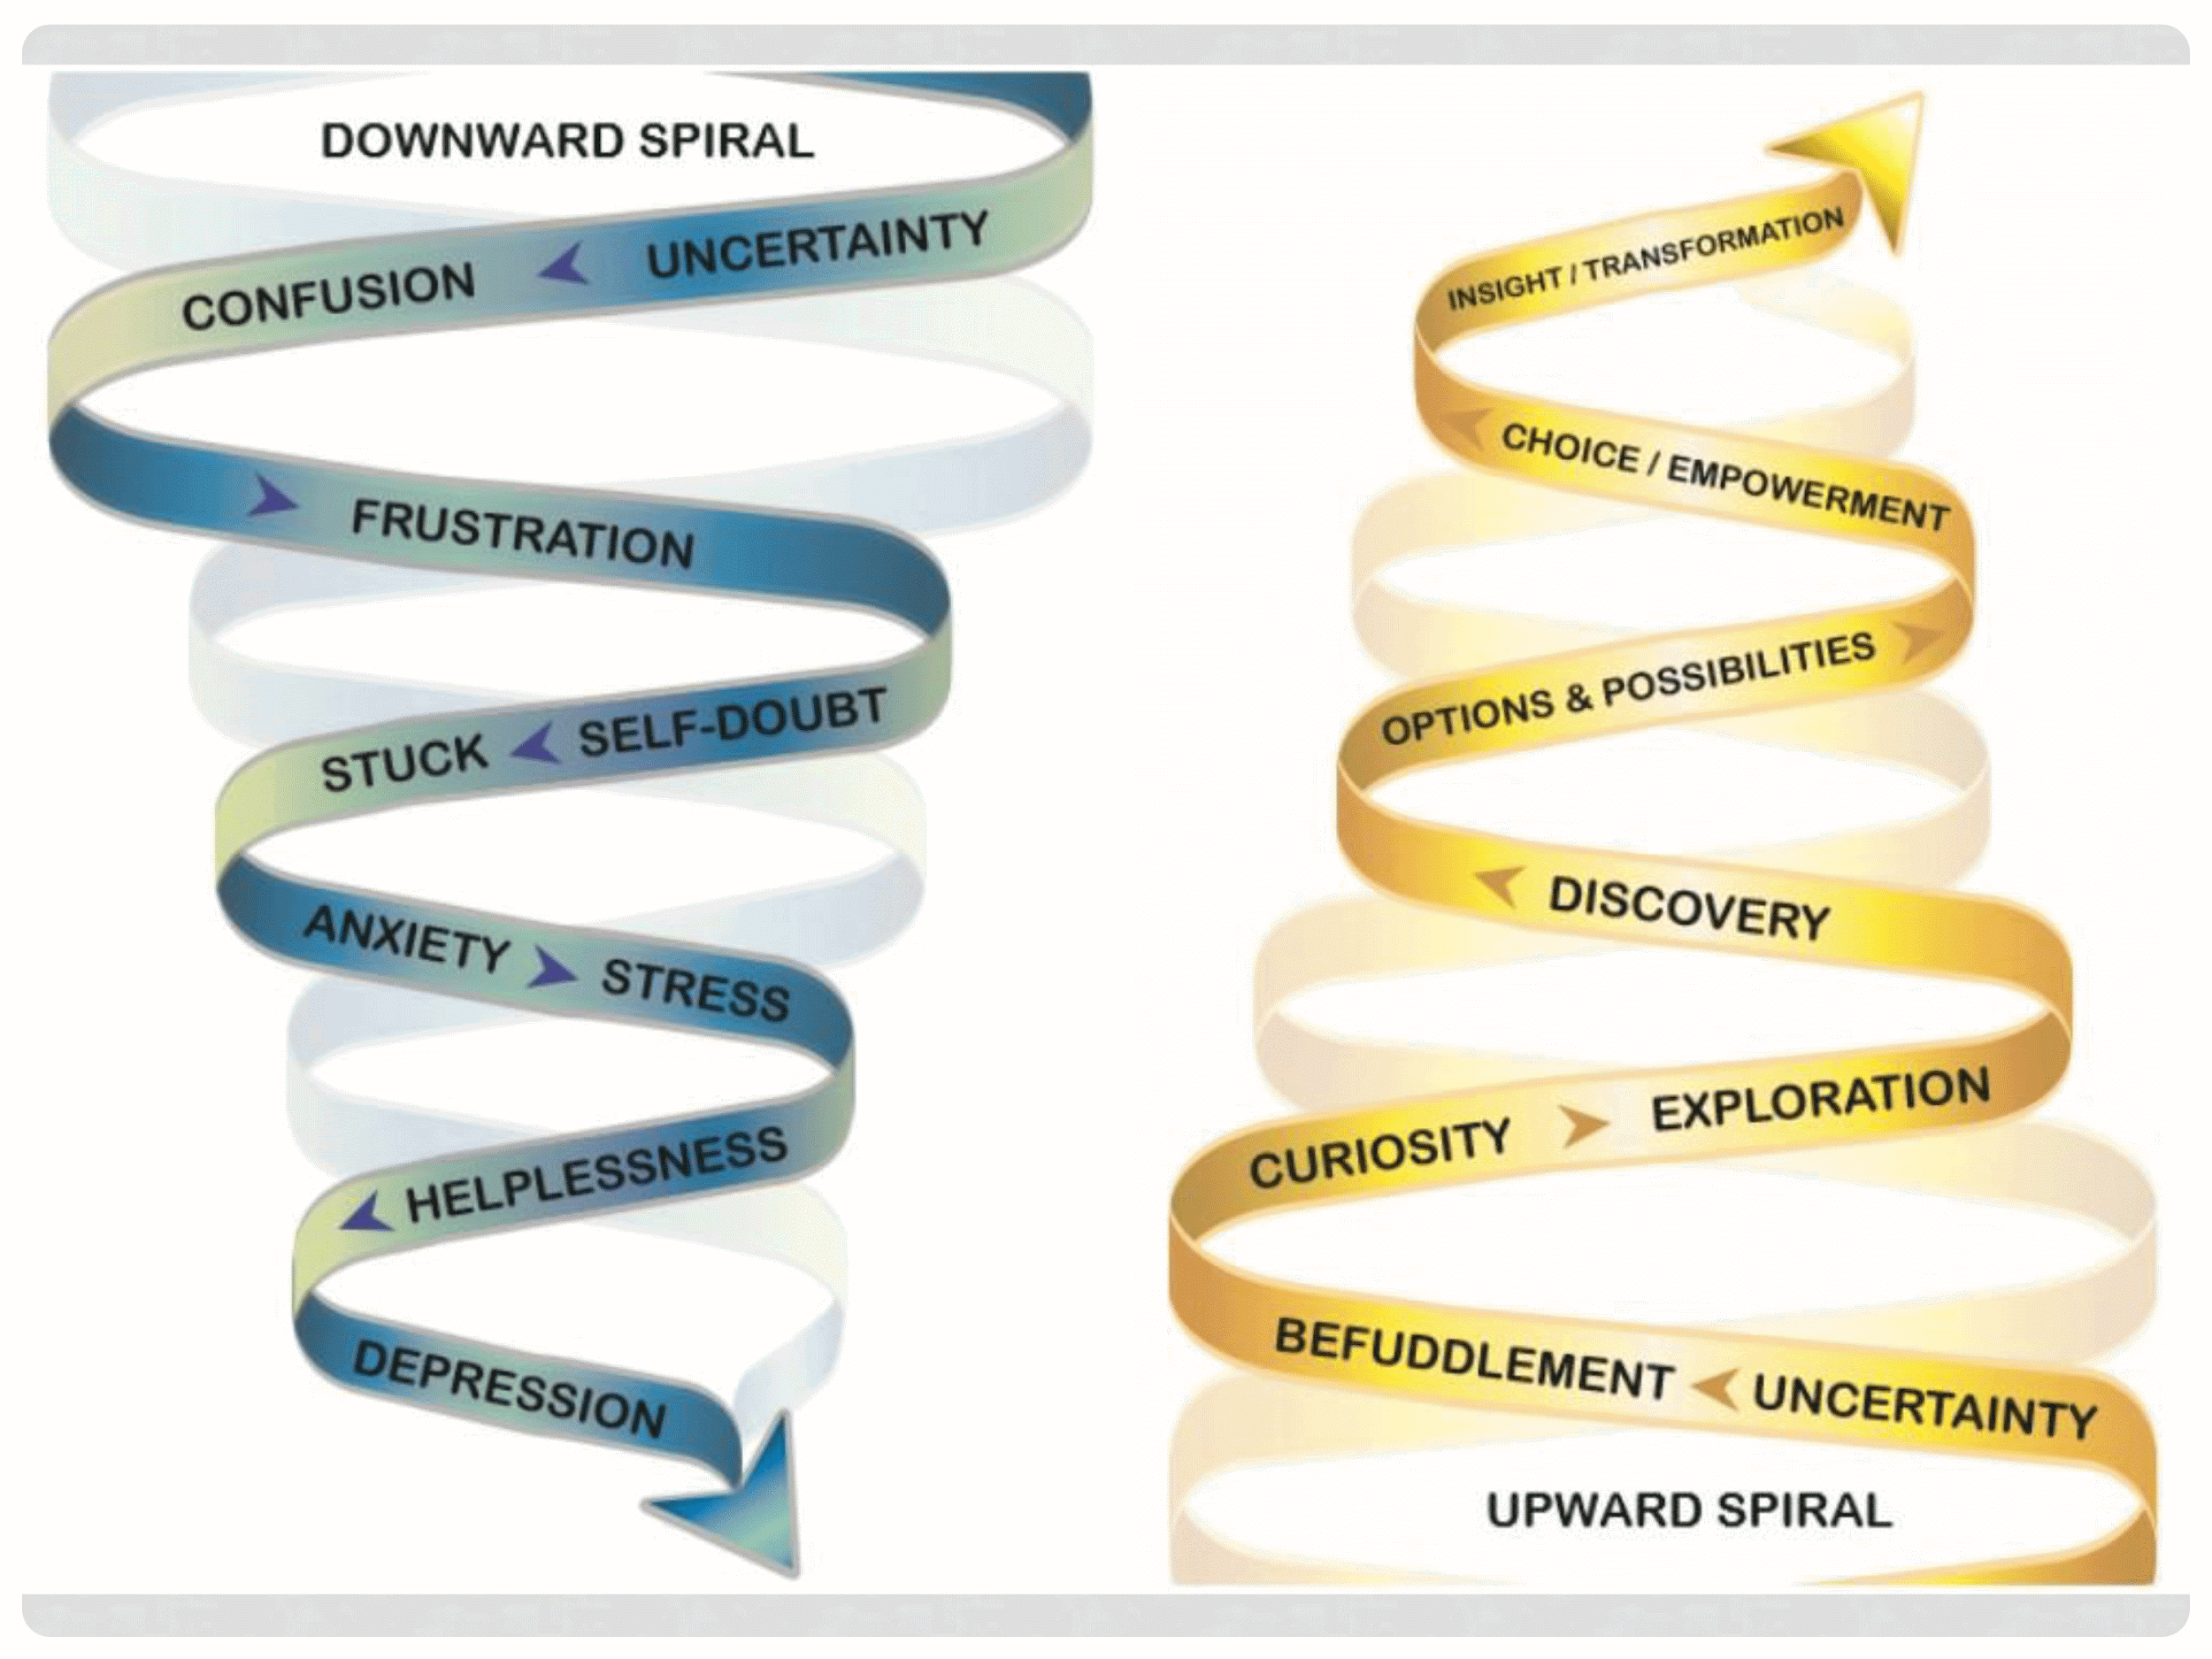 DOWNWARD SPIRAL
UNCERTAINTY
CONFUSION
FRUSTRATION
SELF-DOUBT
STUCK
ANXIETY
STRESS
HELPLESSNESS
DEPRESSION
UPWARD SPIRAL
UNCERTAINTY
BEFUDDLEMENT
CURIOSITY
EXPLORATION
DISCOVERY
OPTIONS & POSSIBILITIES
CHOICE / EMPOWERMENT
INSIGHT / TRANSFORMATION